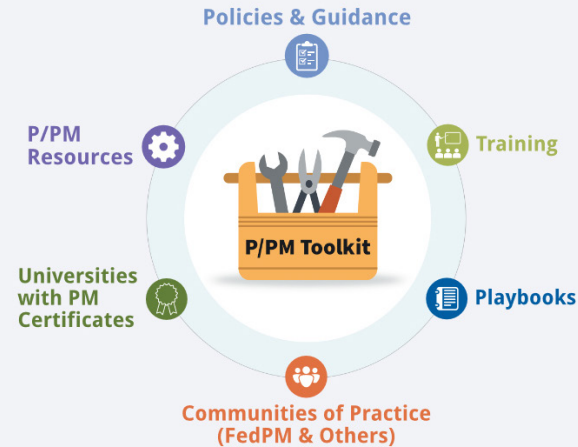 Policies & Guidance
P/PM
Resources
Training
P/PM Toolkit
Universities
with PM
Certificates
Playbooks
Communities of Practice
(FedPM & Others)